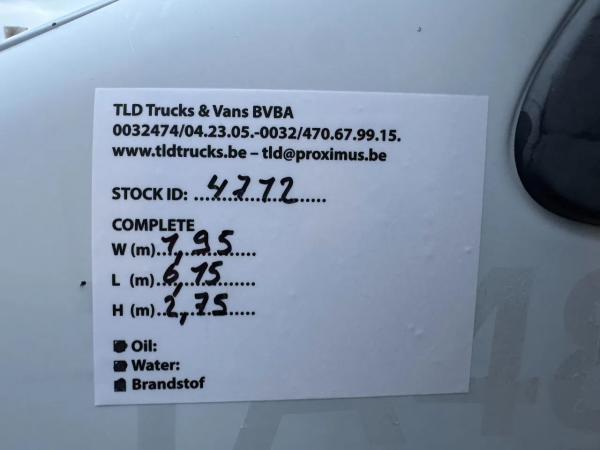 TLD Trucks & Vans BVBA
0032474/04.23.05.-0032/470.67.99.15.
www.tldtrucks.be – tld@proximus.be
STOCK ID: ...4712......
COMPLETE
W (m)...1,95......
L (m)...6,15......
H (m)...2,75......
Oil:
Water:
Brandstof